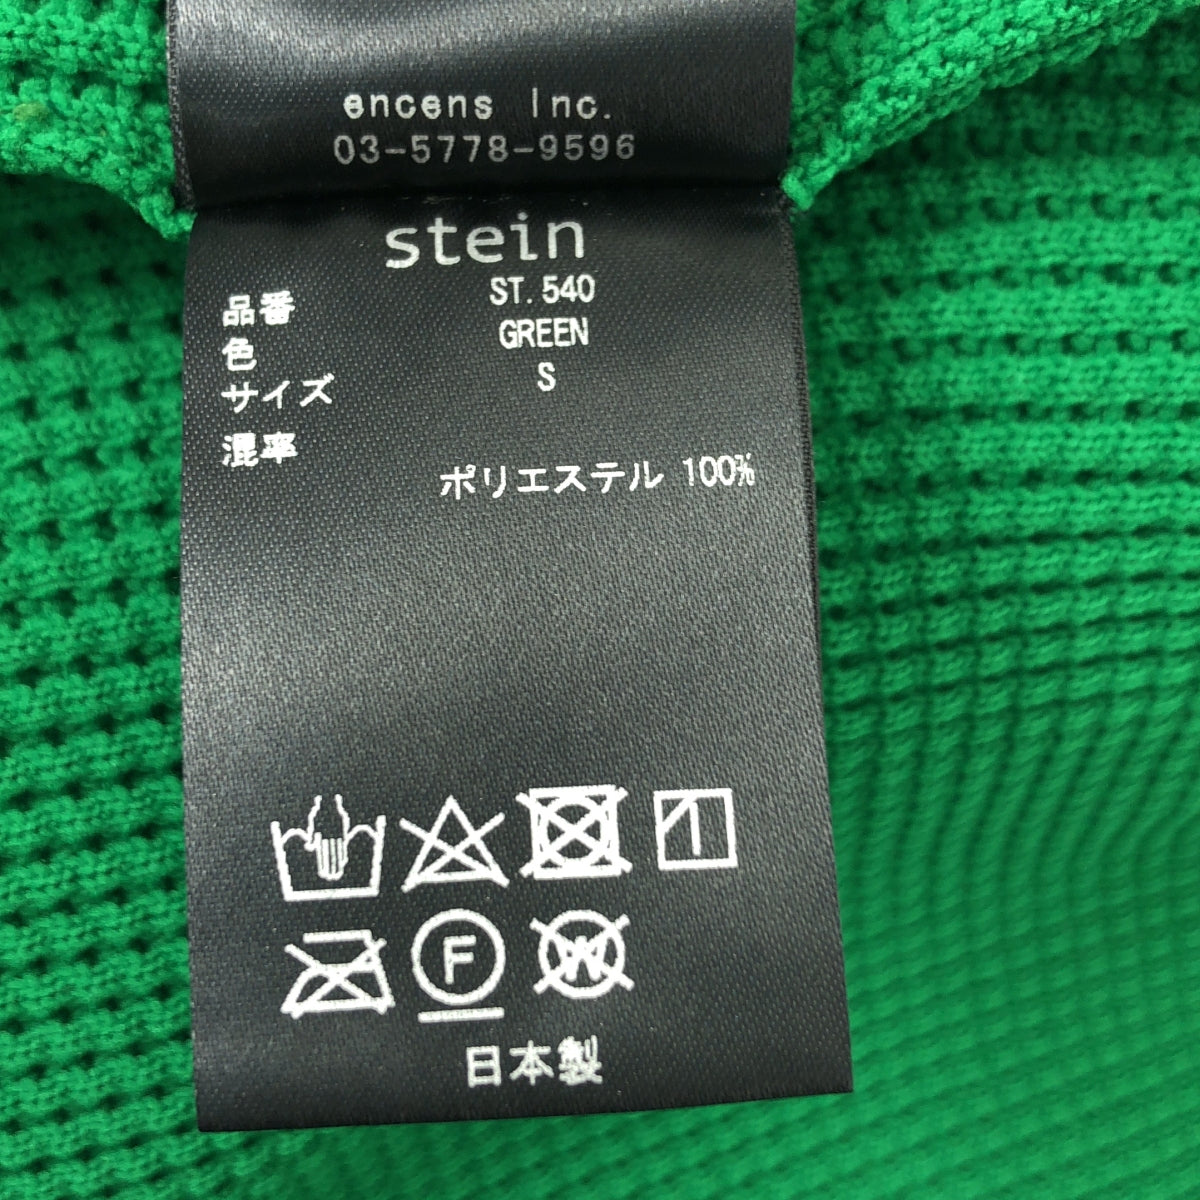 encens Inc.
03-5778-9596
stein
品番 ST.540
色 GREEN
サイズ S
混率
ポリエステル 100%
F
W
日本製